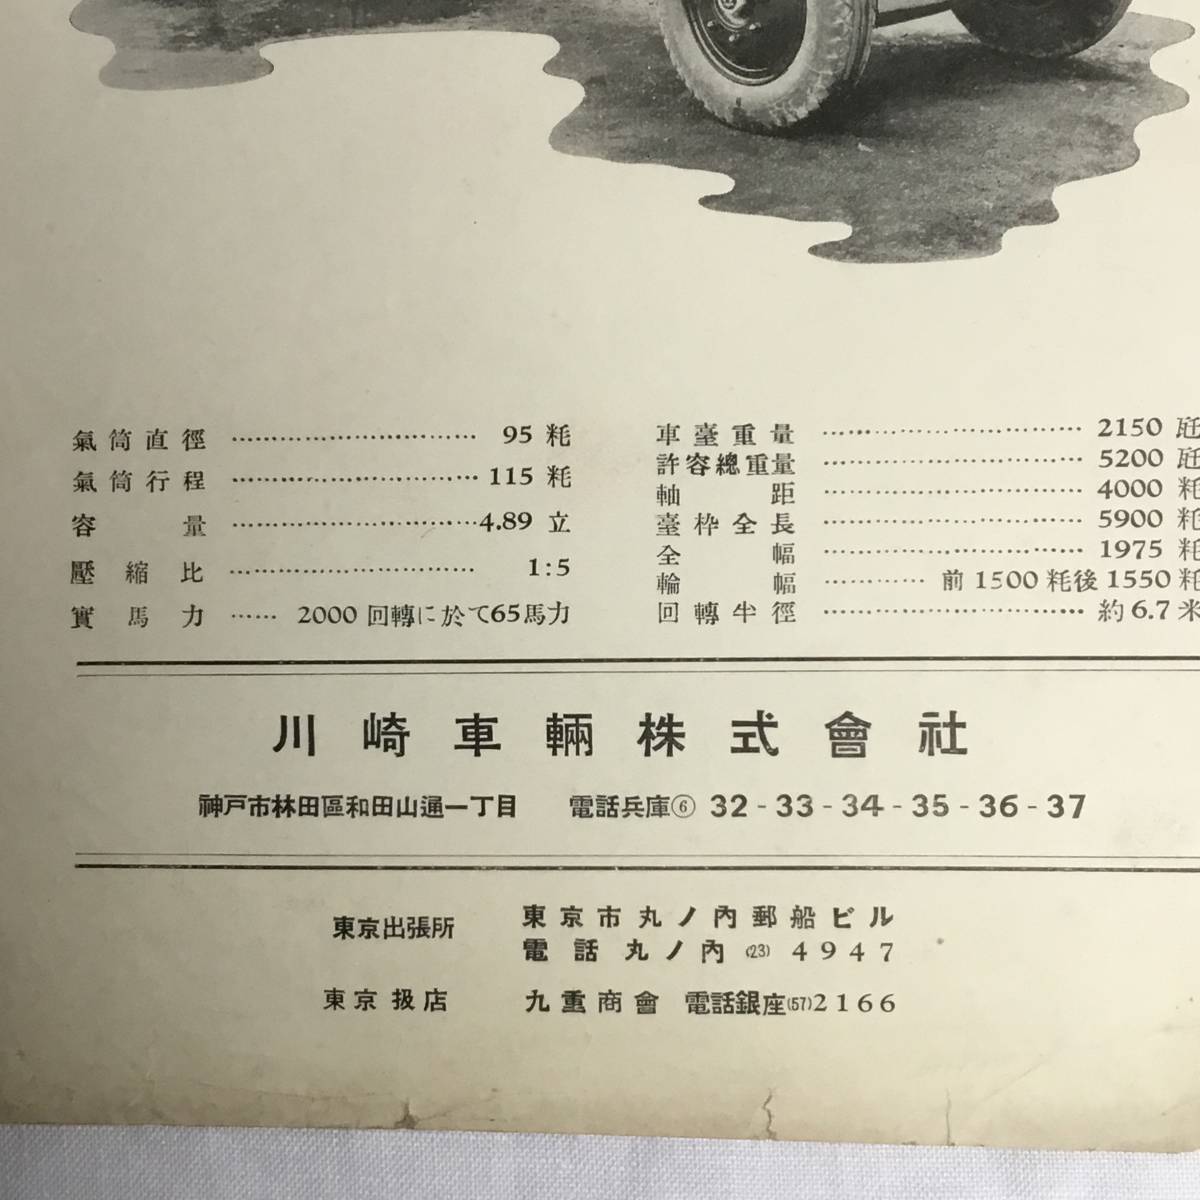 氣筒直徑 …………………………… 95 粍
氣筒行程 …………………………… 115 粍
容量 …………………………… 4.89 立
壓縮比 …………………………… 1:5
實馬力 …… 2000 回轉に於て65馬力
車臺重量 …………………………… 2150 瓩
許容總重量 …………………………… 5200 瓩
軸距 …………………………… 4000 粍
臺枠全長 …………………………… 5900 粍
全幅 …………………………… 1975 粍
輪幅 ………… 前 1500 粍後 1550 粍
回轉半徑 …………………………… 約 6.7 米
川崎車輛株式會社
神戸市林田區和田山通一丁目 電話兵庫⑥ 32-33-34-35-36-37
東京出張所 東京市丸ノ內郵船ビル
電話丸ノ內(23) 4947
東京扱店 九重商會 電話銀座(57)2166